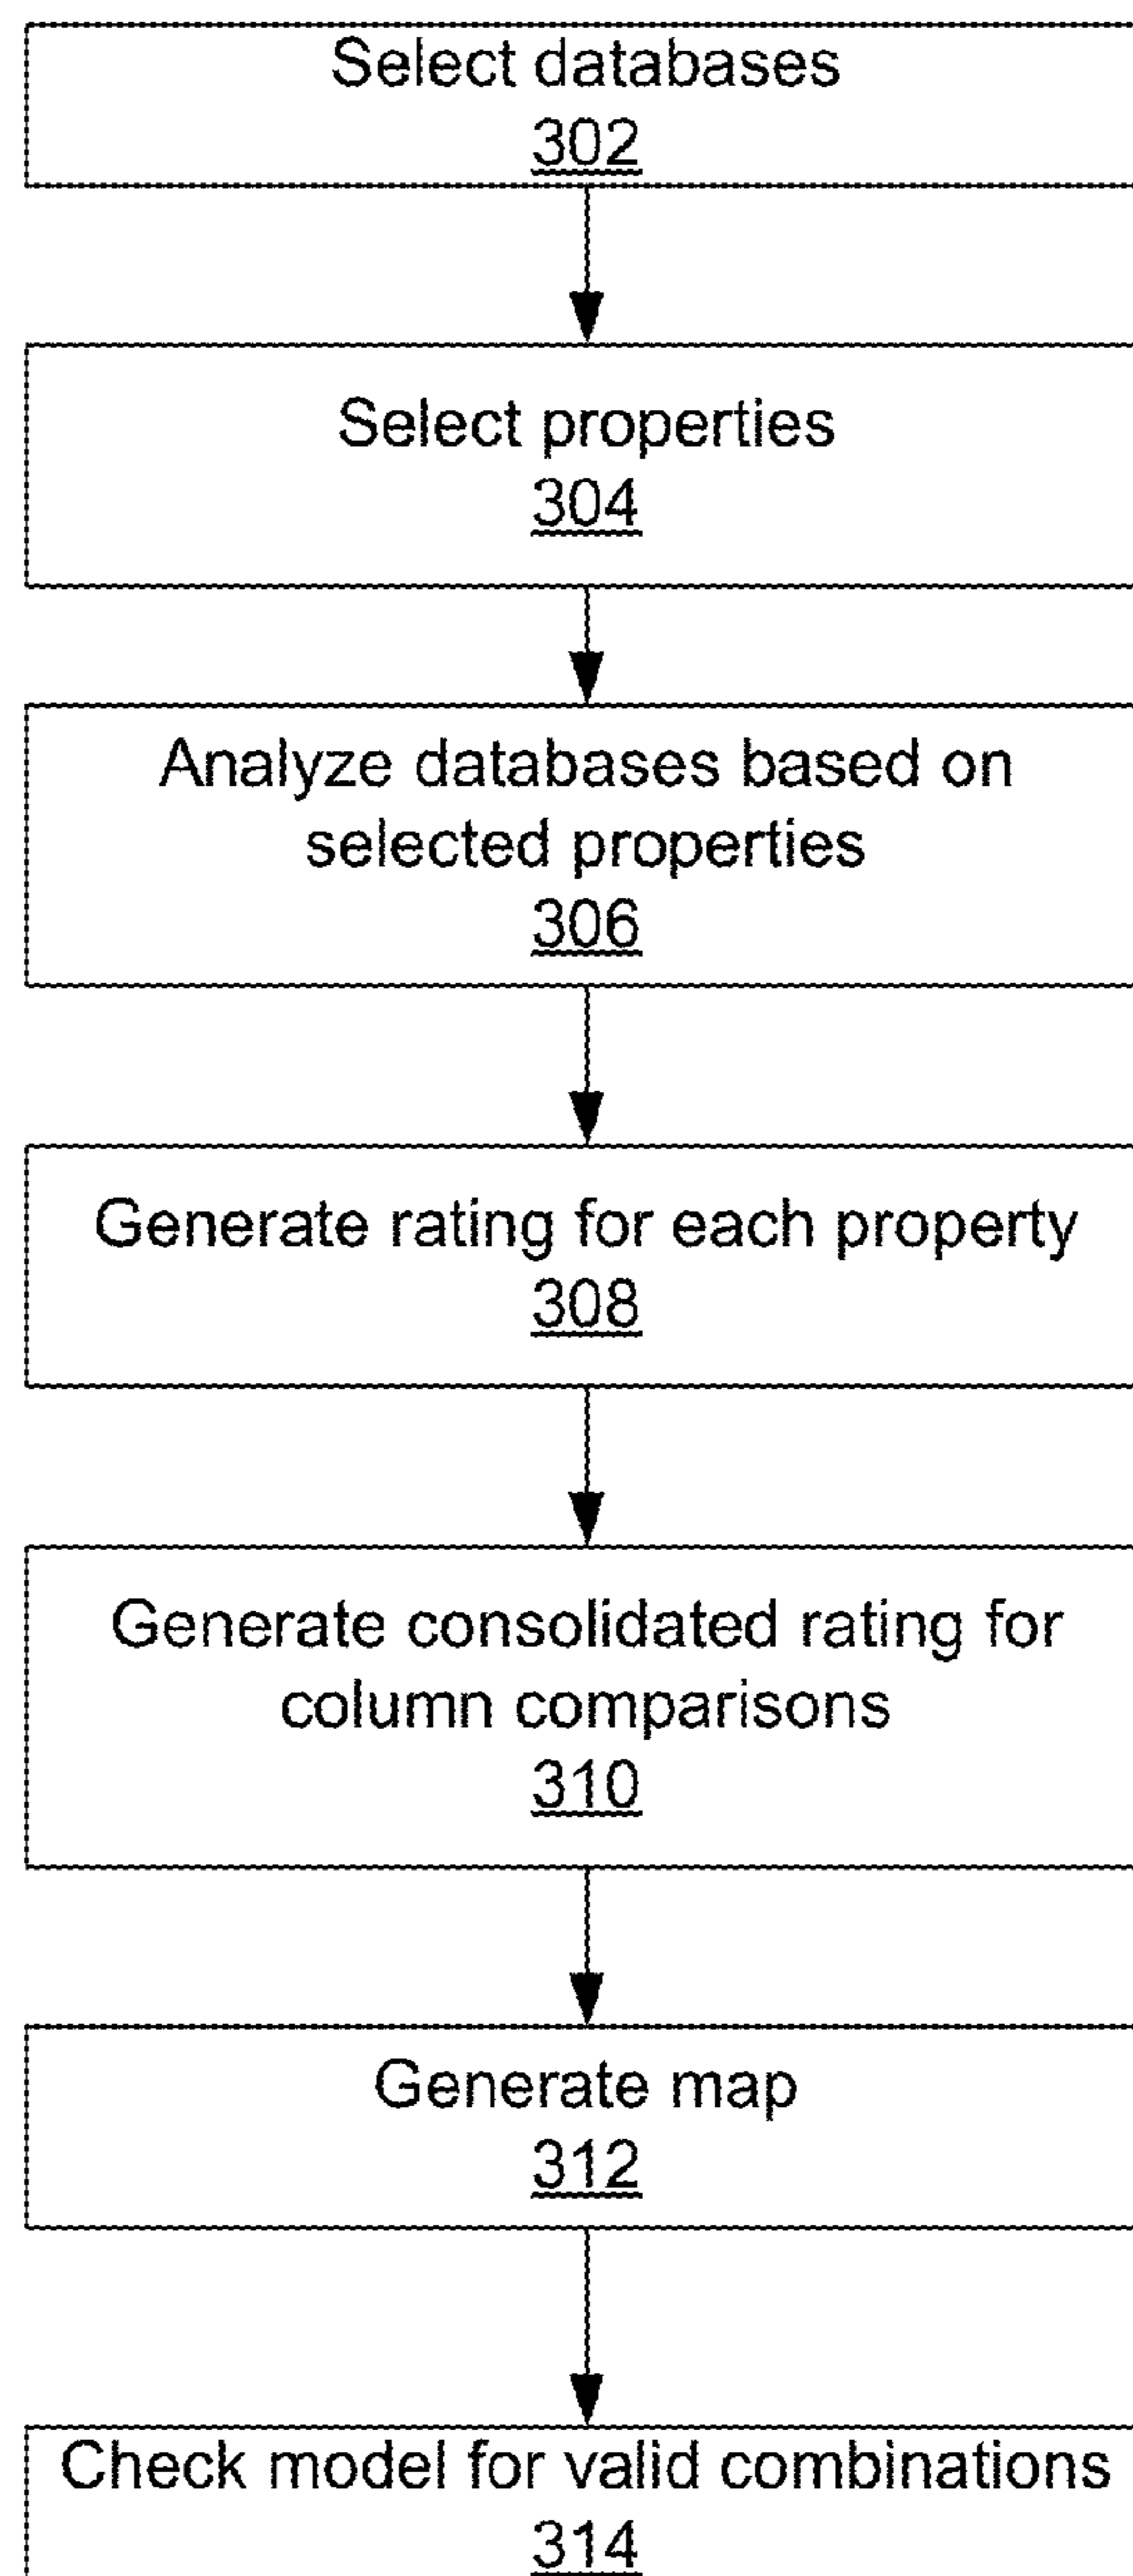 Select databases
302
Select properties
304
Analyze databases based on
selected properties
306
Generate rating for each property
308
Generate consolidated rating for
column comparisons
310
Generate map
312
Check model for valid combinations
314